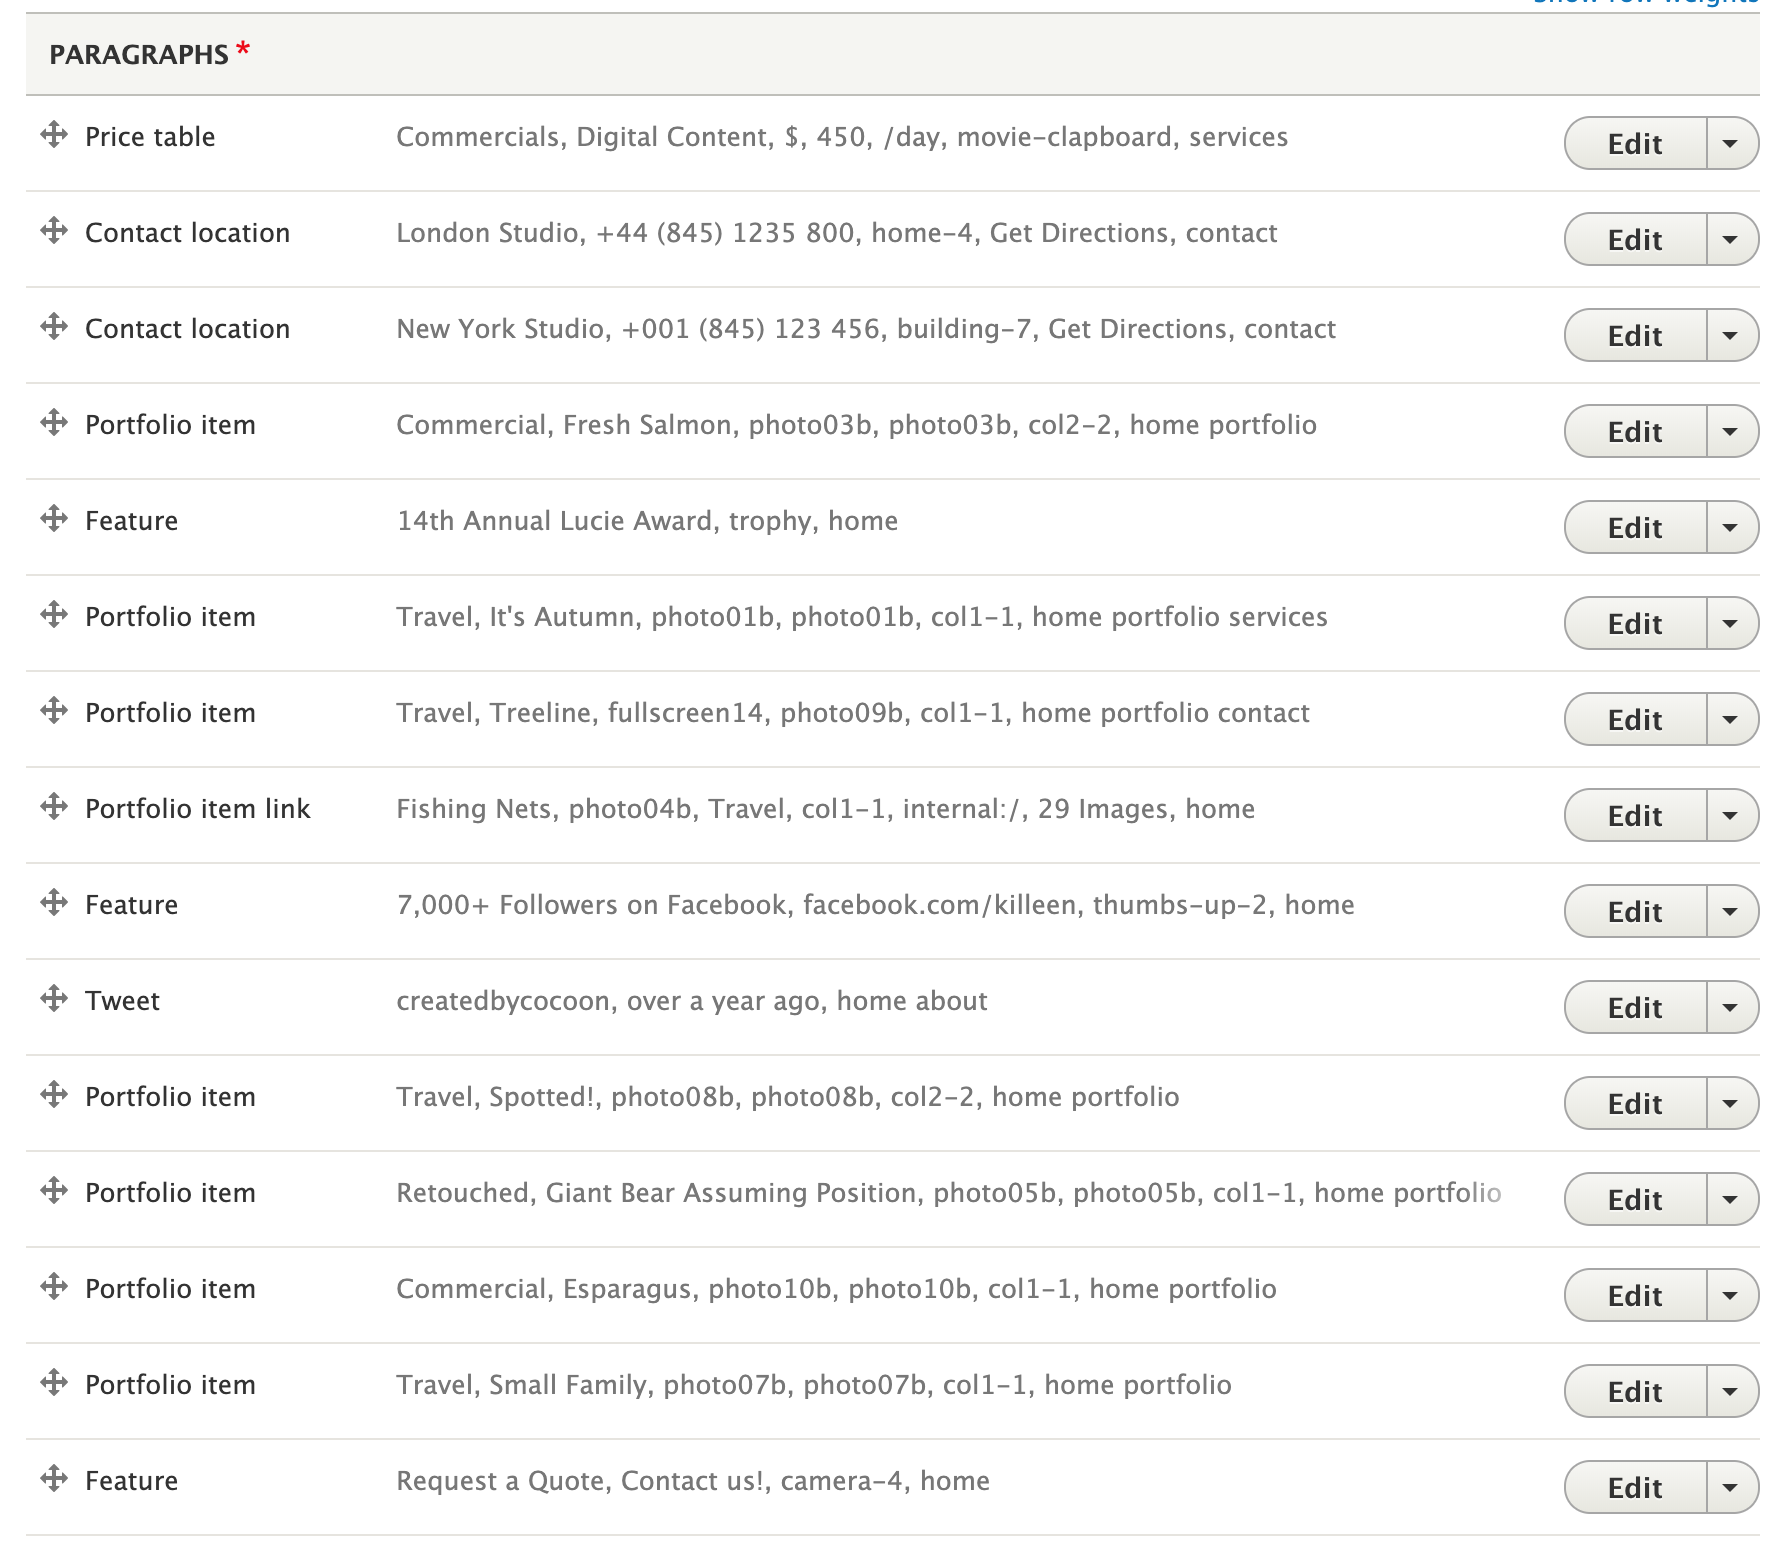 Show row weights
PARAGRAPHS *
Price table Commercials, Digital Content, $, 450, /day, movie-clapboard, services Edit
Contact location London Studio, +44 (845) 1235 800, home-4, Get Directions, contact Edit
Contact location New York Studio, +001 (845) 123 456, building-7, Get Directions, contact Edit
Portfolio item Commercial, Fresh Salmon, photo03b, photo03b, col2-2, home portfolio Edit
Feature 14th Annual Lucie Award, trophy, home Edit
Portfolio item Travel, It's Autumn, photo01b, photo01b, col1-1, home portfolio services Edit
Portfolio item Travel, Treeline, fullscreen14, photo09b, col1-1, home portfolio contact Edit
Portfolio item link Fishing Nets, photo04b, Travel, col1-1, internal:/, 29 Images, home Edit
Feature 7,000+ Followers on Facebook, facebook.com/killeen, thumbs-up-2, home Edit
Tweet createdbycocoon, over a year ago, home about Edit
Portfolio item Travel, Spotted!, photo08b, photo08b, col2-2, home portfolio Edit
Portfolio item Retouched, Giant Bear Assuming Position, photo05b, photo05b, col1-1, home portfolio Edit
Portfolio item Commercial, Esparagus, photo10b, photo10b, col1-1, home portfolio Edit
Portfolio item Travel, Small Family, photo07b, photo07b, col1-1, home portfolio Edit
Feature Request a Quote, Contact us!, camera-4, home Edit